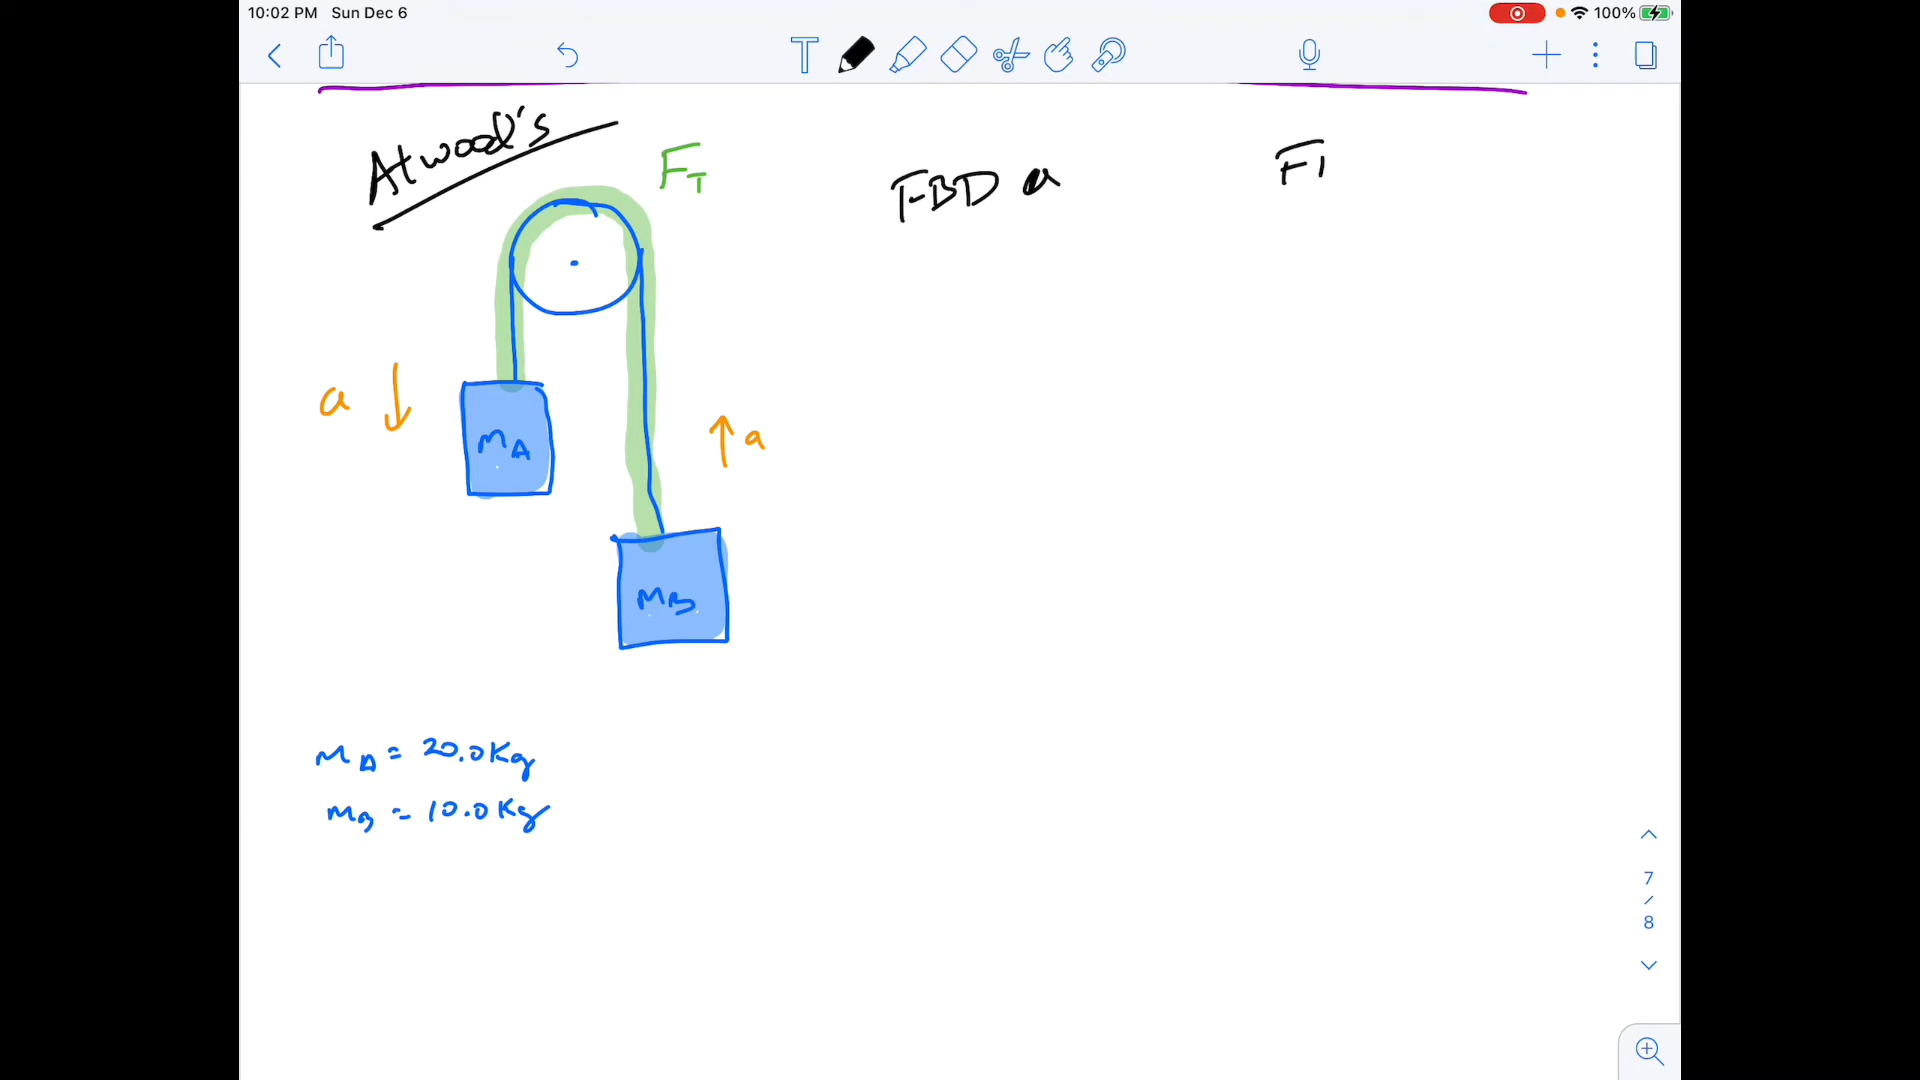 10:02 PM Sun Dec 6 100%
T
Atwood's
FT
FBD a
a
a
mA
mB
mA = 20.0 Kg
mB = 10.0 Kg
7
/
8